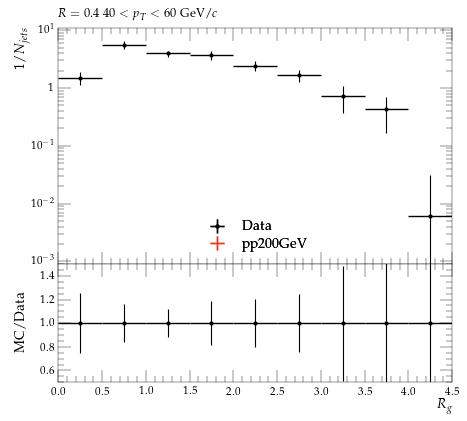 R = 0.4 40 < p_T < 60 GeV/c
1/N_jets
10^1
1
10^−1
10^−2
10^−3
Data
pp200GeV
MC/Data
1.4
1.2
1.0
0.8
0.6
0.0 0.5 1.0 1.5 2.0 2.5 3.0 3.5 4.0 4.5
R_g